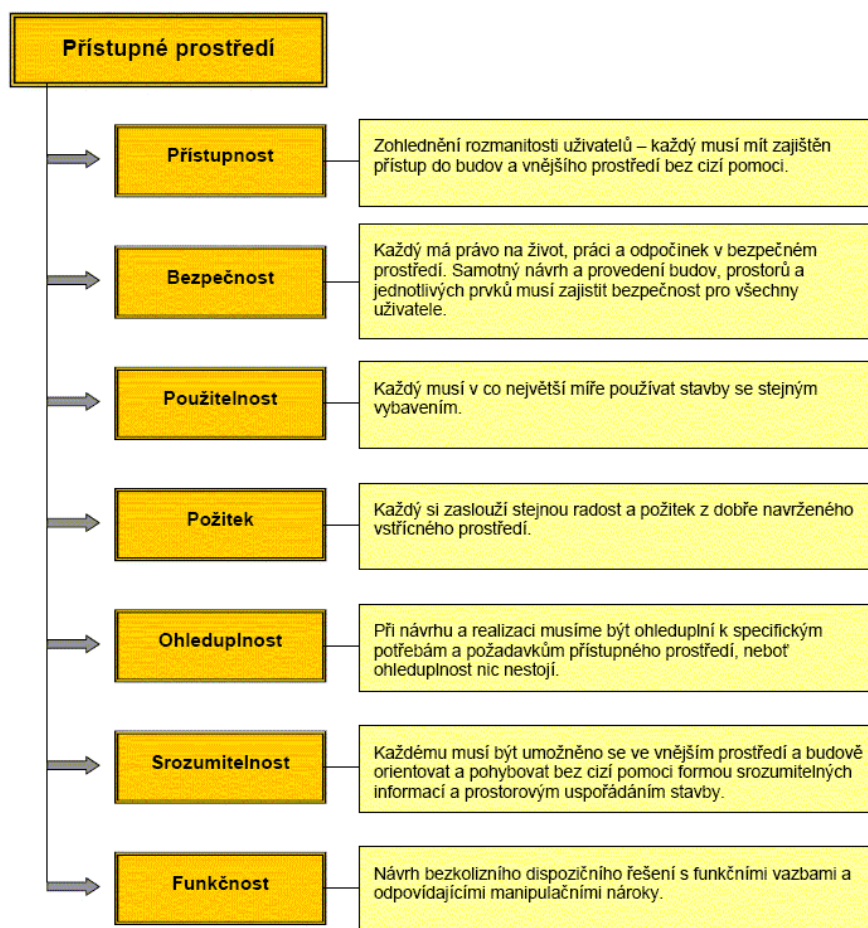 Přístupné prostředí
Přístupnost
Zohlednění rozmanitosti uživatelů – každý musí mít zajištěn
přístup do budov a vnějšího prostředí bez cizí pomoci.
Bezpečnost
Každý má právo na život, práci a odpočinek v bezpečném
prostředí. Samotný návrh a provedení budov, prostorů a
jednotlivých prvků musí zajistit bezpečnost pro všechny
uživatele.
Použitelnost
Každý musí v co největší míře používat stavby se stejným
vybavením.
Požitek
Každý si zaslouží stejnou radost a požitek z dobře navrženého
vstřícného prostředí.
Ohleduplnost
Při návrhu a realizaci musíme být ohleduplní k specifickým
potřebám a požadavkům přístupného prostředí, neboť
ohleduplnost nic nestojí.
Srozumitelnost
Každému musí být umožněno se ve vnějším prostředí a budově
orientovat a pohybovat bez cizí pomoci formou srozumitelných
informací a prostorovým uspořádáním stavby.
Funkčnost
Návrh bezkolizního dispozičního řešení s funkčními vazbami a
odpovídajícími manipulačními nároky.